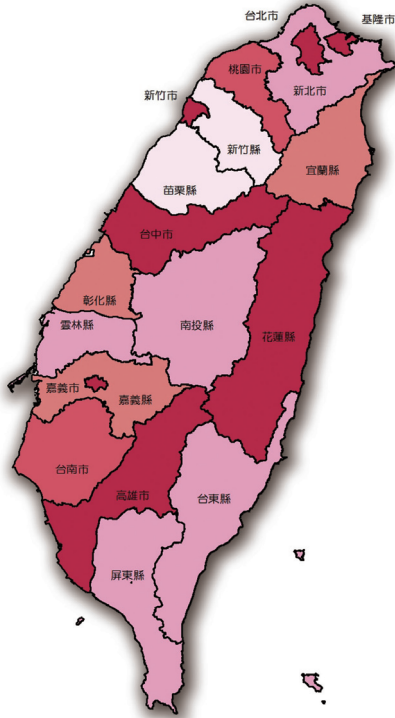 台北市
基隆市
桃園市
新北市
新竹市
新竹縣
宜蘭縣
苗栗縣
台中市
彰化縣
雲林縣
南投縣
花蓮縣
嘉義市
嘉義縣
台南市
高雄市
台東縣
屏東縣